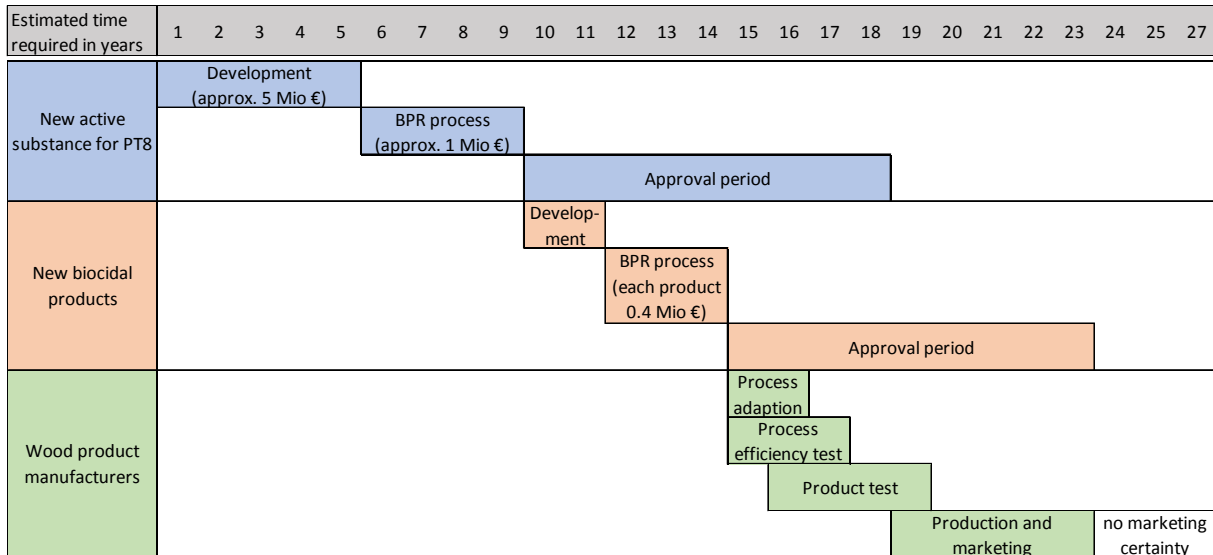 Estimated time
required in years
1 2 3 4 5 6 7 8 9 10 11 12 13 14 15 16 17 18 19 20 21 22 23 24 25 27
New active
substance for PT8
Development
(approx. 5 Mio €)
BPR process
(approx. 1 Mio €)
Approval period
New biocidal
products
Develop-
ment
BPR process
(each product
0.4 Mio €)
Approval period
Wood product
manufacturers
Process
adaption
Process
efficiency test
Product test
Production and
marketing
no marketing
certainty